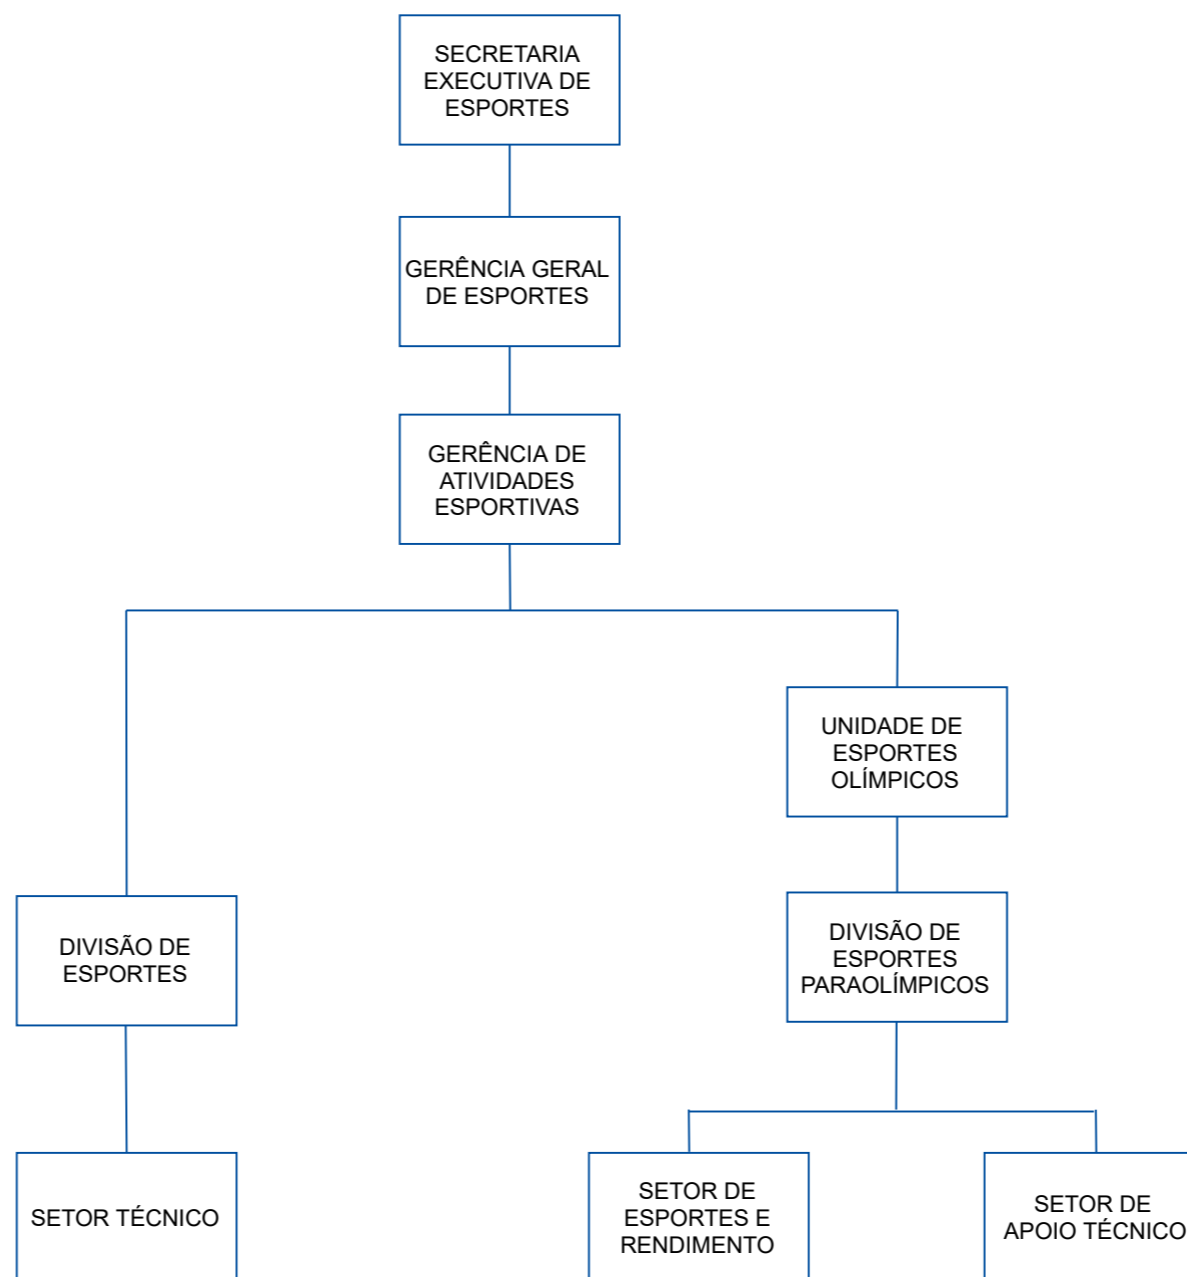 SECRETARIA
EXECUTIVA DE
ESPORTES
GERÊNCIA GERAL
DE ESPORTES
GERÊNCIA DE
ATIVIDADES
ESPORTIVAS
UNIDADE DE
ESPORTES
OLÍMPICOS
DIVISÃO DE
ESPORTES
DIVISÃO DE
ESPORTES
PARAOLÍMPICOS
SETOR TÉCNICO
SETOR DE
ESPORTES E
RENDIMENTO
SETOR DE
APOIO TÉCNICO